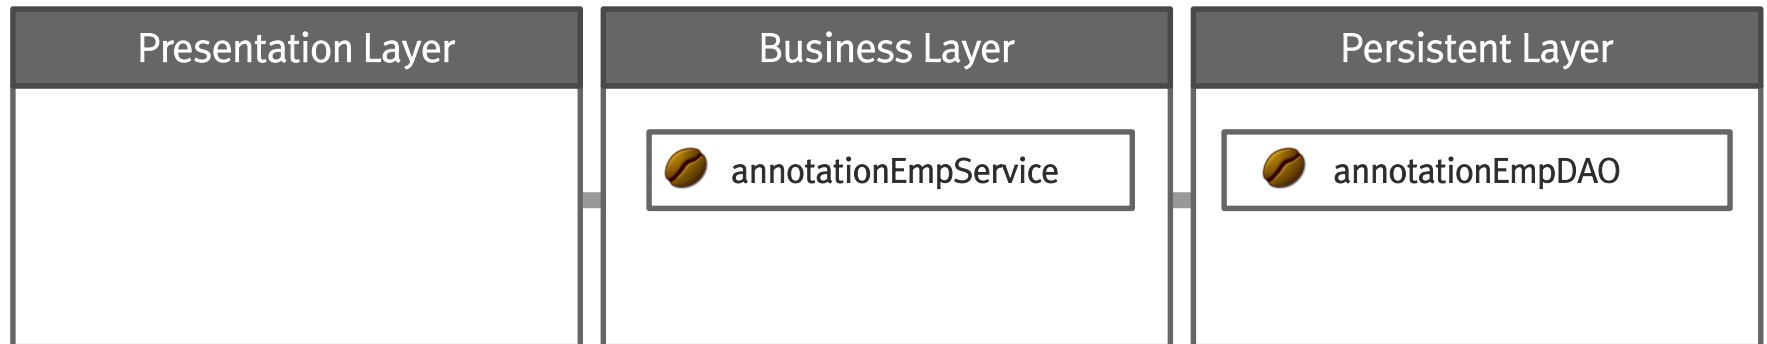 Presentation Layer
Business Layer
Persistent Layer
annotationEmpService
annotationEmpDAO